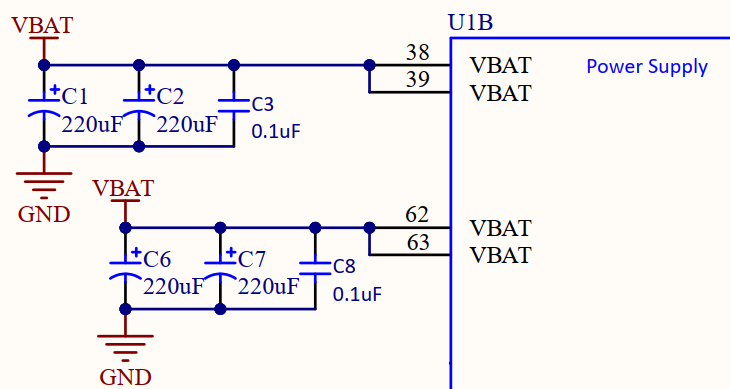 U1B
VBAT
38
VBAT
Power Supply
39
VBAT
+
C1
+
C2
C3
220uF
220uF
0.1uF
VBAT
GND
62
VBAT
63
VBAT
+
C6
+
C7
C8
220uF
220uF
0.1uF
GND